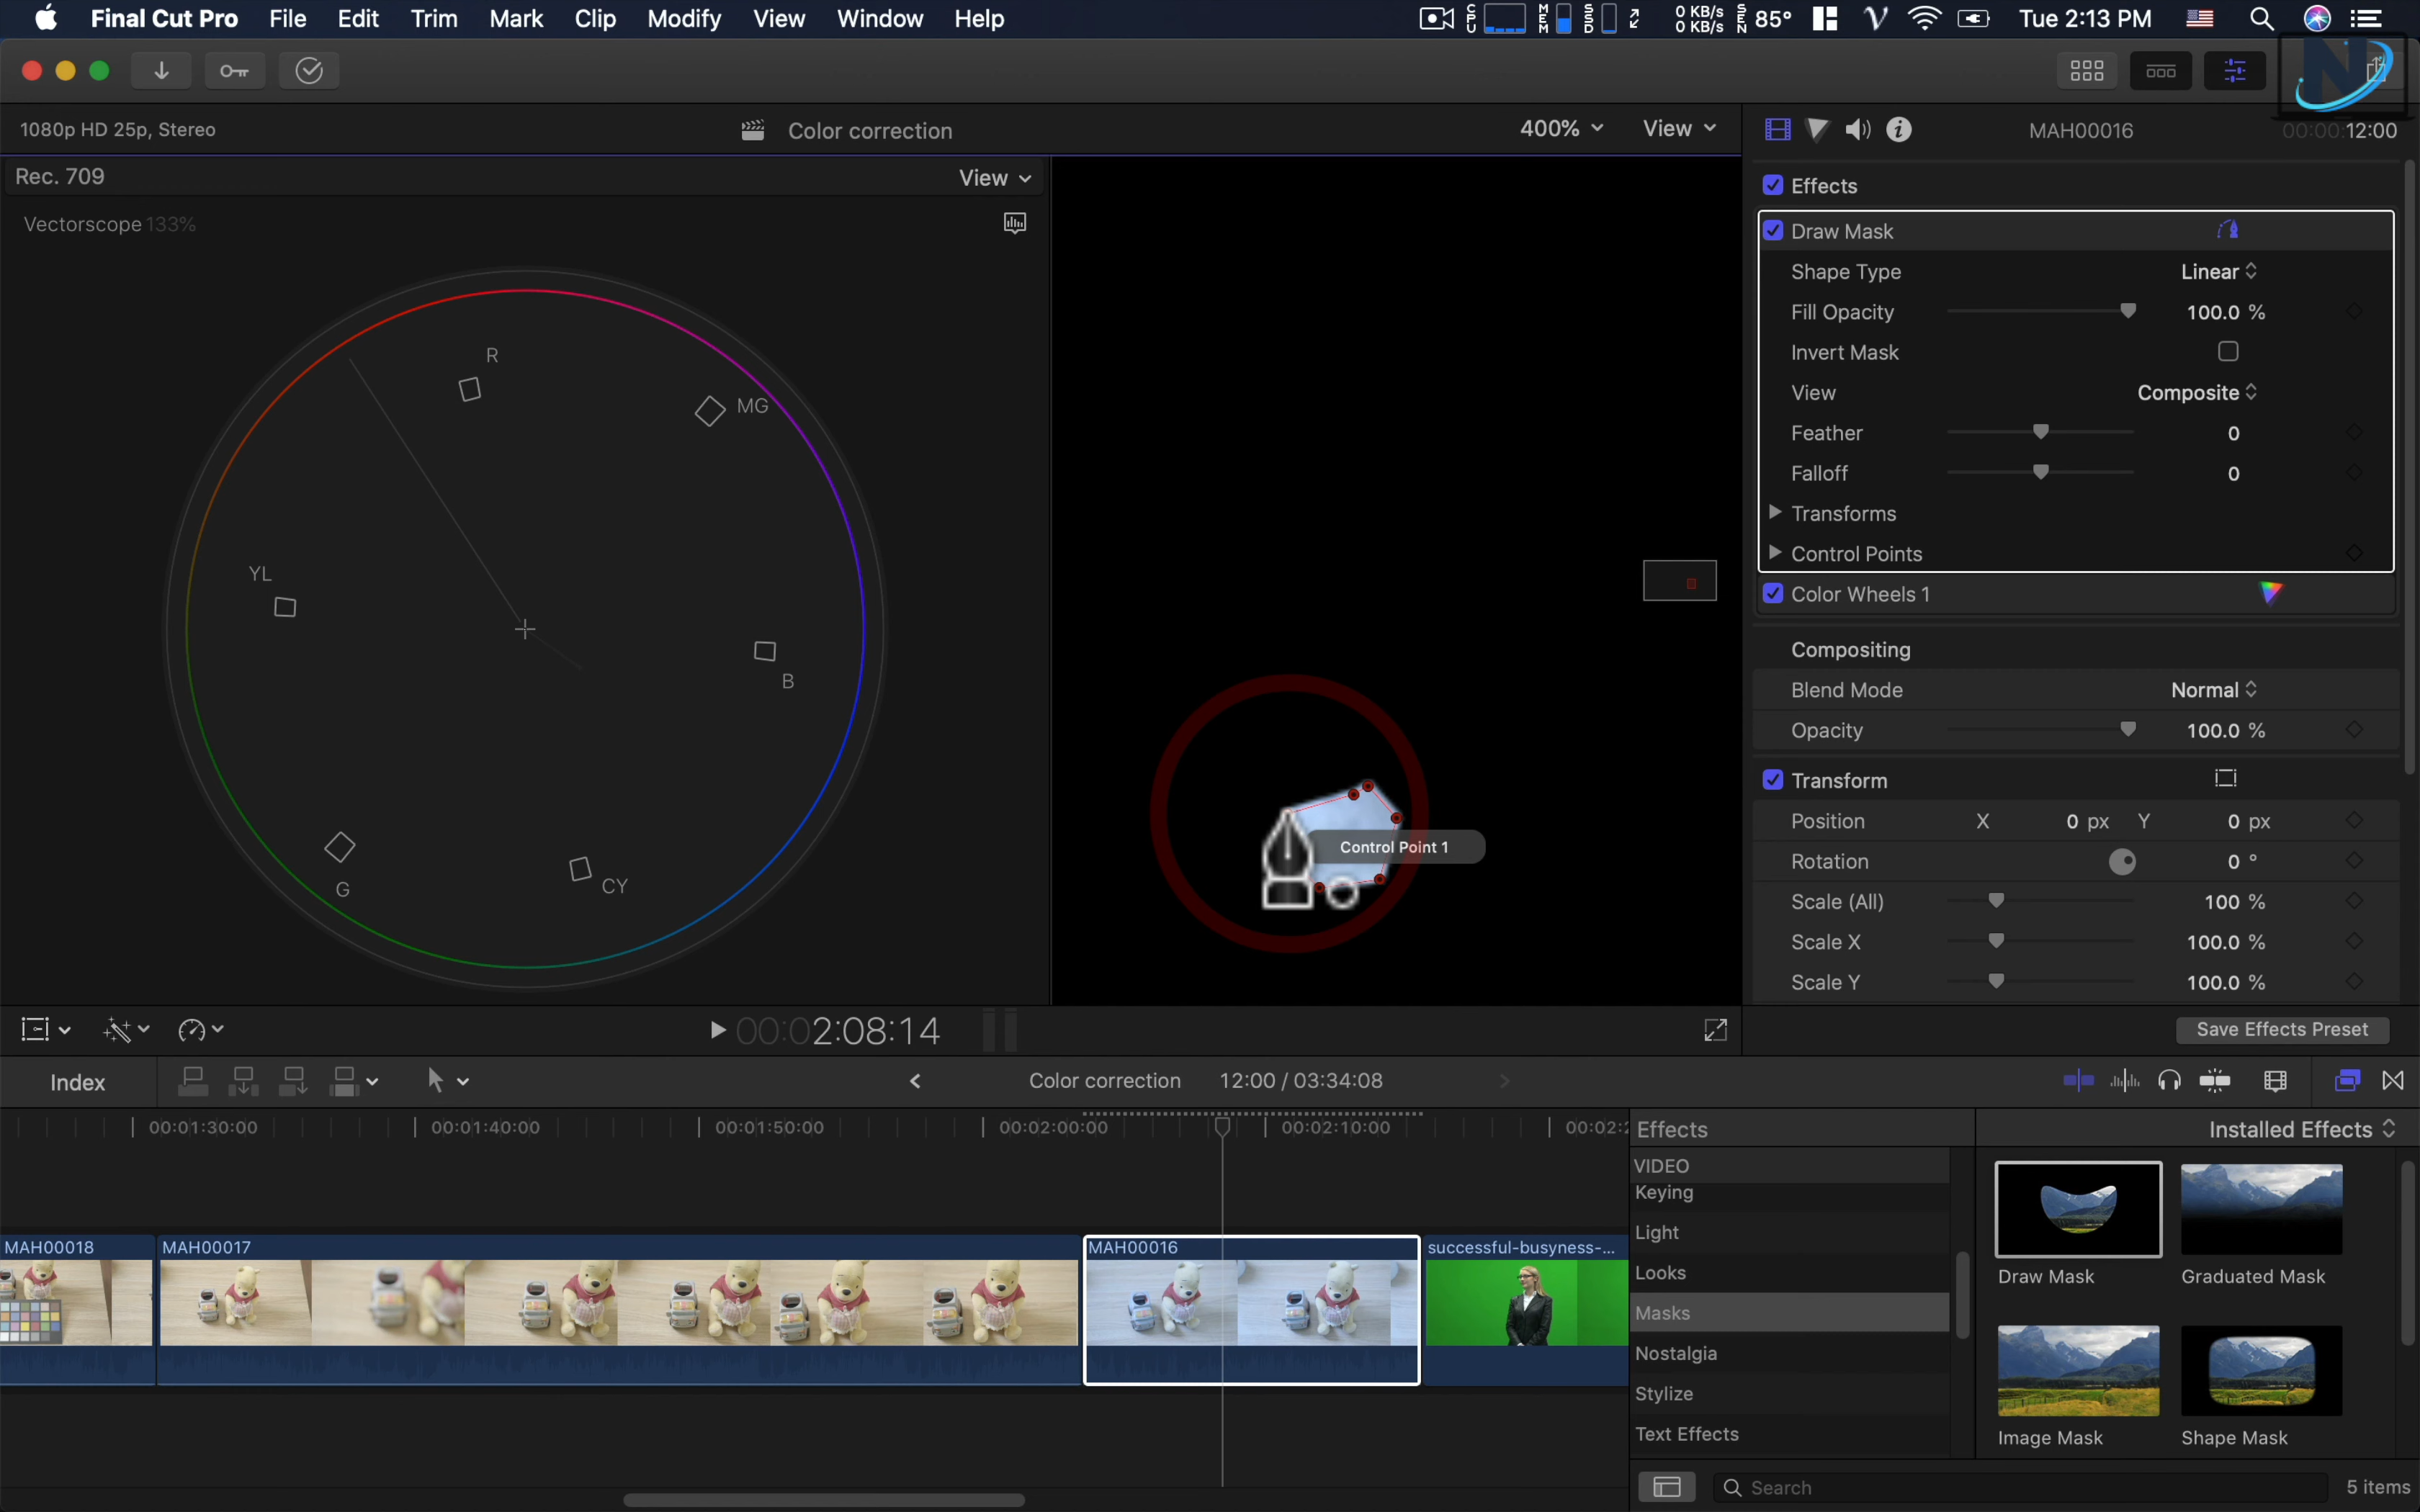 Final Cut Pro File Edit Trim Mark Clip Modify View Window Help
CPU MEM SSD 0 KB/s 0 KB/s SEN 85° Tue 2:13 PM
1080p HD 25p, Stereo
Color correction
400% View
MAH00016
00:00:12:00
Rec. 709
View
Vectorscope 133%
R
MG
YL
B
G
CY
Control Point 1
Effects
Draw Mask
Shape Type Linear
Fill Opacity 100.0 %
Invert Mask
View Composite
Feather 0
Falloff 0
Transforms
Control Points
Color Wheels 1
Compositing
Blend Mode Normal
Opacity 100.0 %
Transform
Position X 0 px Y 0 px
Rotation 0 °
Scale (All) 100 %
Scale X 100.0 %
Scale Y 100.0 %
00:02:08:14
Save Effects Preset
Index
Color correction 12:00 / 03:34:08
00:01:30:00 00:01:40:00 00:01:50:00 00:02:00:00 00:02:10:00 00:02:2
MAH00018
MAH00017
MAH00016
successful-busyness-...
Effects
Installed Effects
VIDEO
Keying
Light
Looks
Masks
Nostalgia
Stylize
Text Effects
Draw Mask
Graduated Mask
Image Mask
Shape Mask
Search
5 items